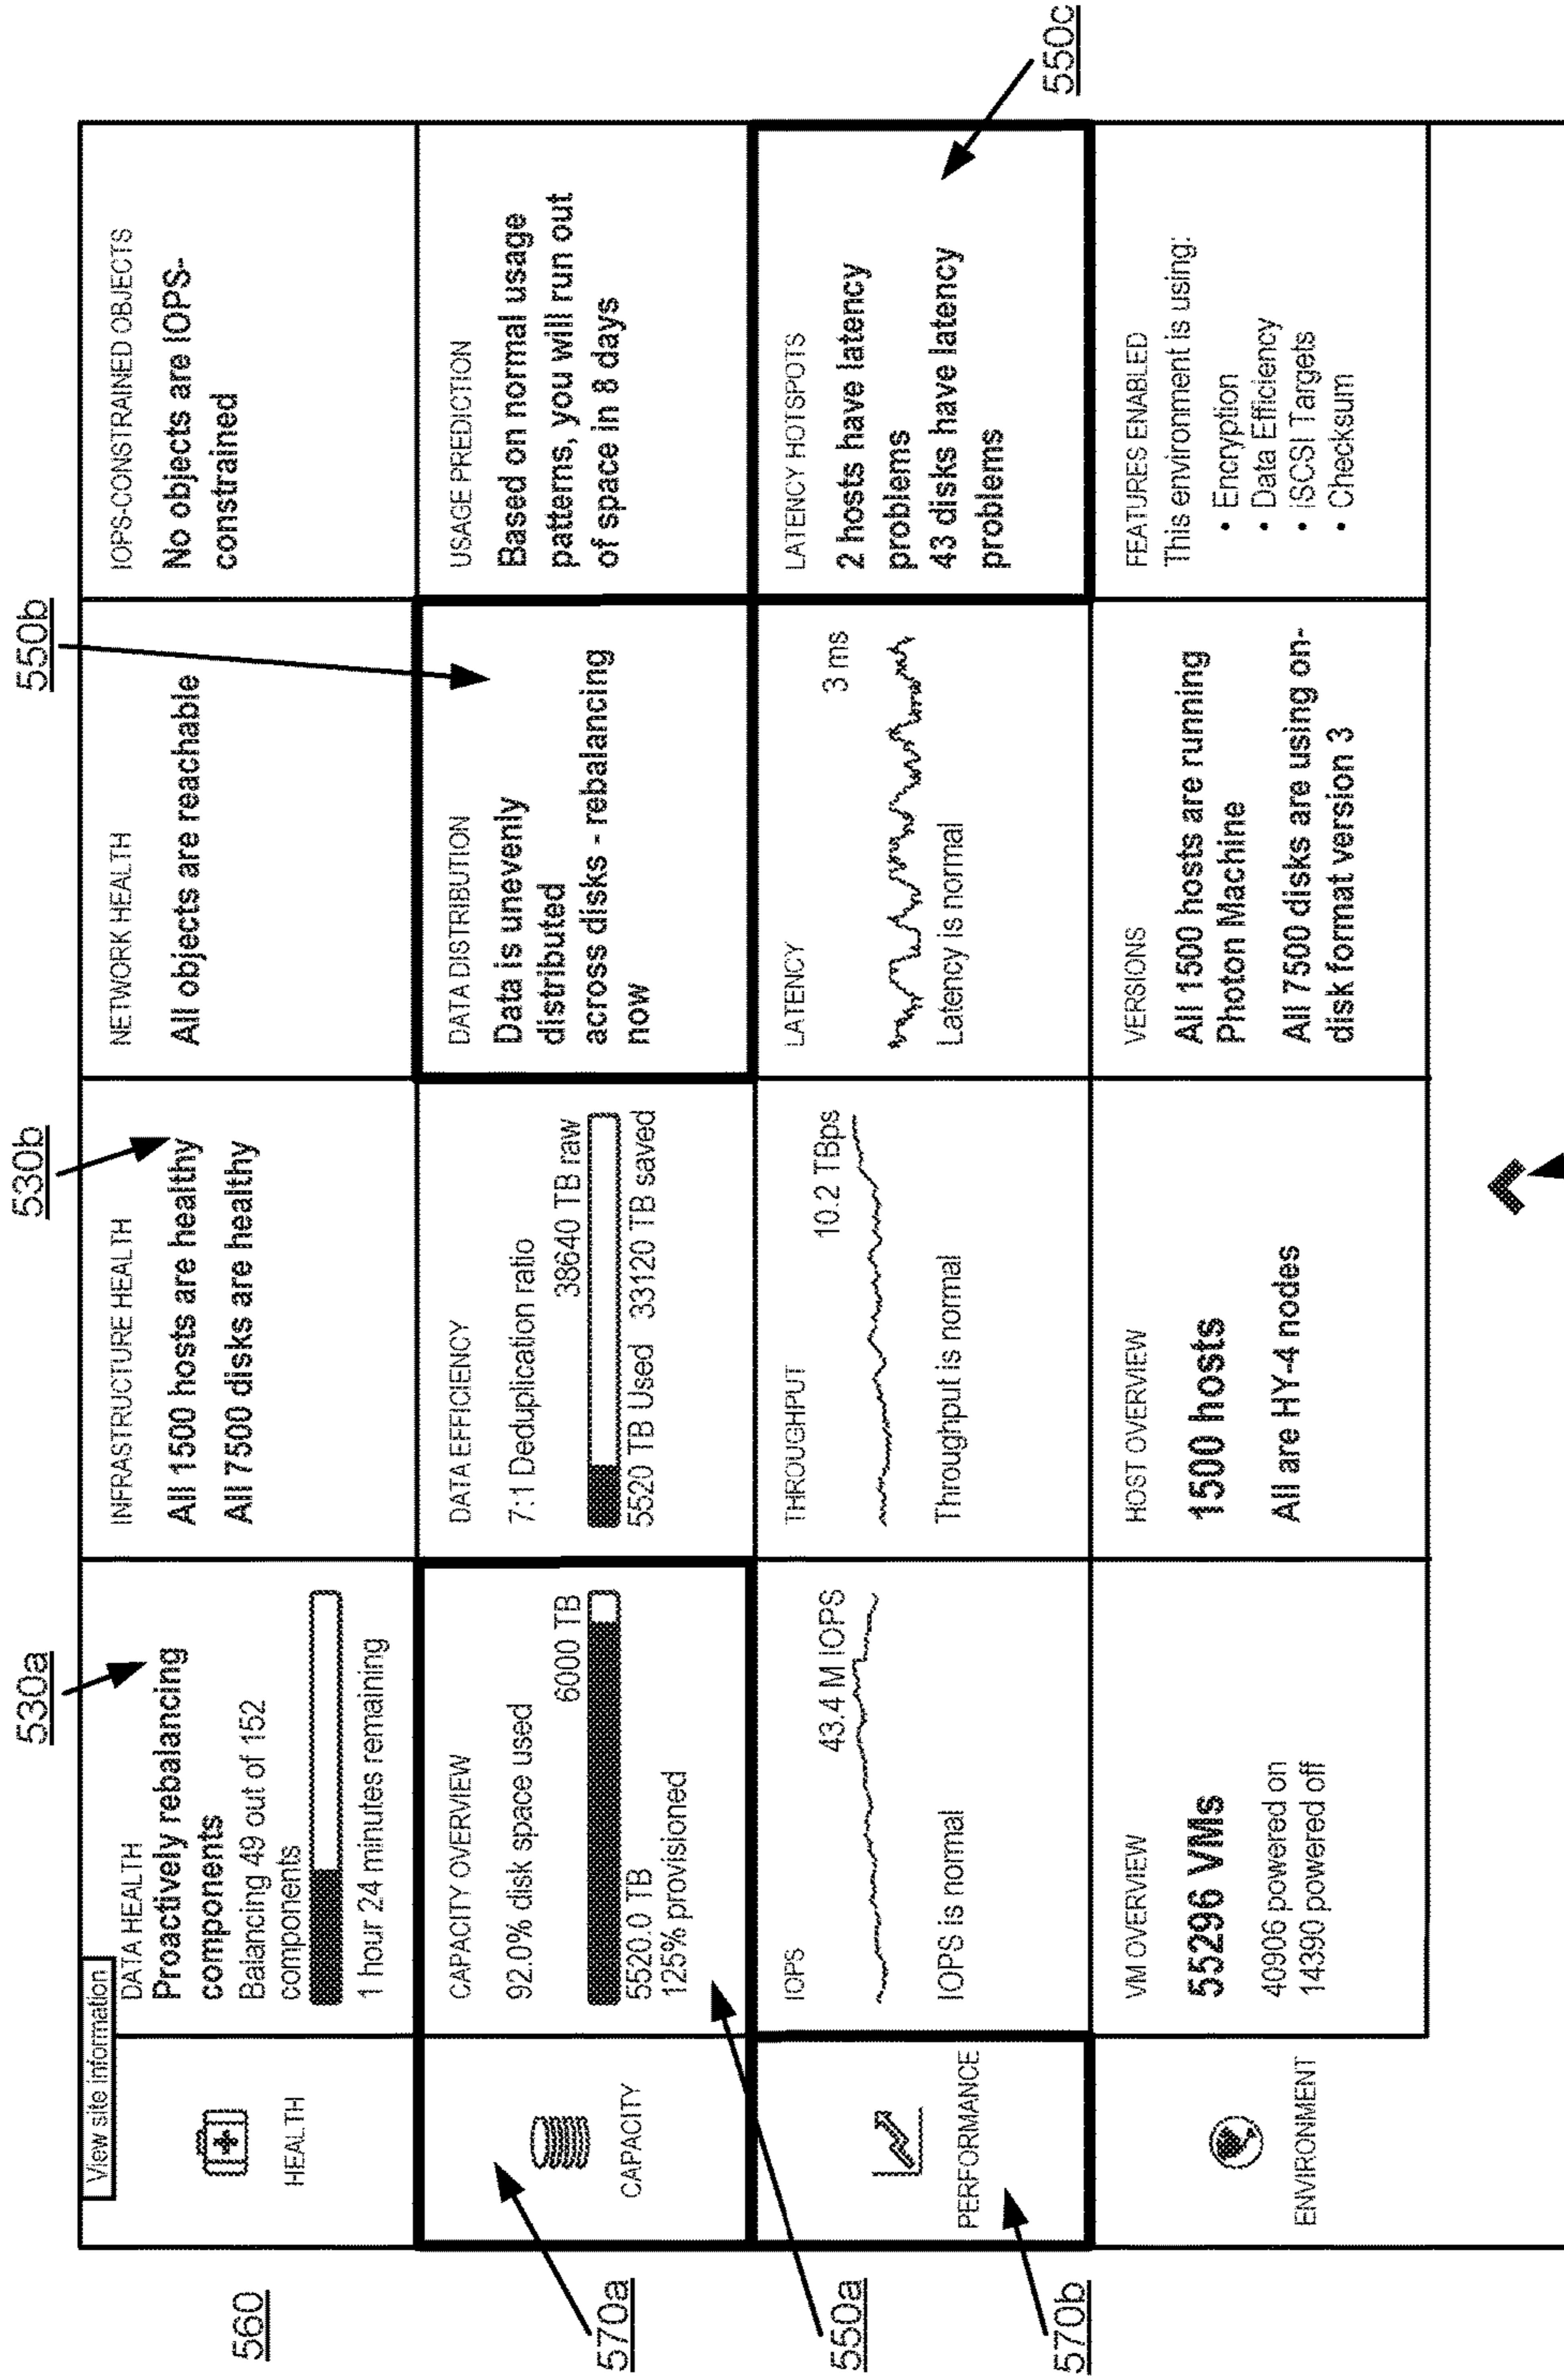 530a
530b
550b
560
View site information
HEALTH
DATA HEALTH
Proactively rebalancing
components
Balancing 49 out of 152
components
1 hour 24 minutes remaining
INFRASTRUCTURE HEALTH
All 1500 hosts are healthy
All 7500 disks are healthy
NETWORK HEALTH
All objects are reachable
IOPS-CONSTRAINED OBJECTS
No objects are IOPS-
constrained
570a
CAPACITY
CAPACITY OVERVIEW
92.0% disk space used
6000 TB
5520.0 TB
125% provisioned
DATA EFFICIENCY
7:1 Deduplication ratio
38640 TB raw
5520 TB Used 33120 TB saved
DATA DISTRIBUTION
Data is unevenly
distributed
across disks - rebalancing
now
USAGE PREDICTION
Based on normal usage
patterns, you will run out
of space in 8 days
550a
PERFORMANCE
IOPS
43.4 M IOPS
IOPS is normal
THROUGHPUT
10.2 TBps
Throughput is normal
LATENCY
3 ms
Latency is normal
LATENCY HOTSPOTS
2 hosts have latency
problems
43 disks have latency
problems
550c
570b
ENVIRONMENT
VM OVERVIEW
55296 VMs
40906 powered on
14390 powered off
HOST OVERVIEW
1500 hosts
All are HY-4 nodes
VERSIONS
All 1500 hosts are running
Photon Machine
All 7500 disks are using on-
disk format version 3
FEATURES ENABLED
This environment is using:
• Encryption
• Data Efficiency
• iSCSI Targets
• Checksum